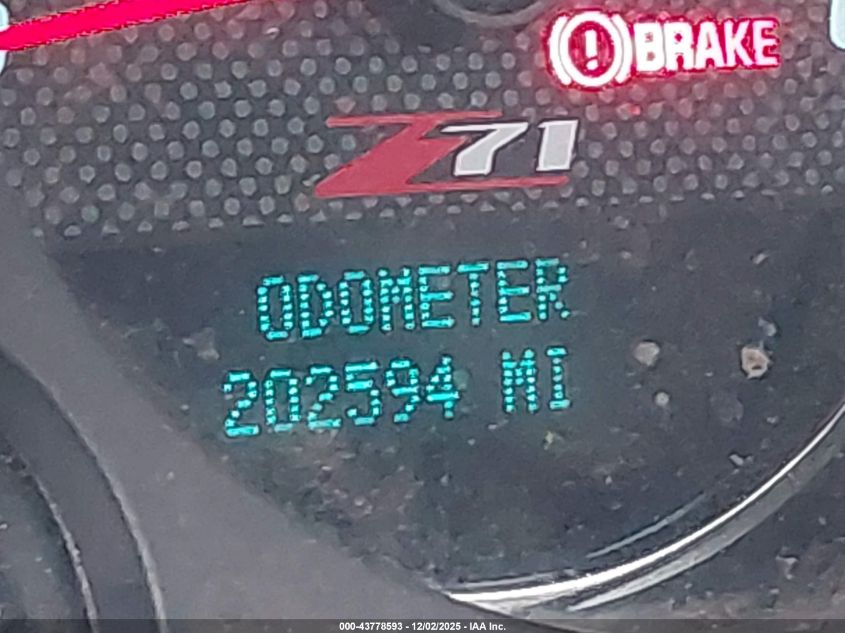 BRAKE
Z71
ODOMETER
202594 MI
000-43778593 - 12/02/2025 - IAA Inc.